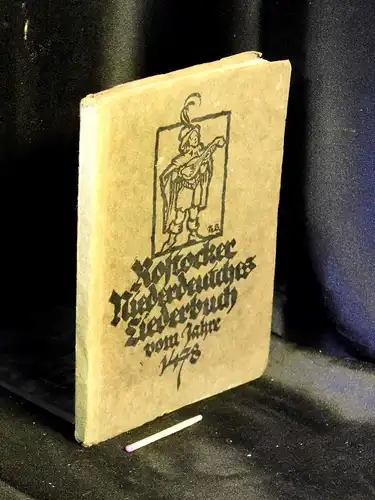 Rostocker
Niederdeutsches
Liederbuch
vom Jahre
1478